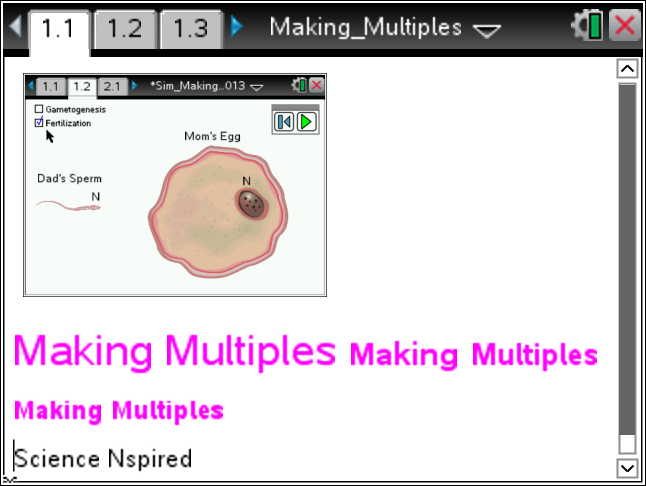 1.1 1.2 1.3 Making_Multiples
1.1 1.2 2.1 *Sim_Making...013
Gametogenesis
Fertilization
Mom's Egg
Dad's Sperm
N
N
Making Multiples Making Multiples
Making Multiples
Science Nspired